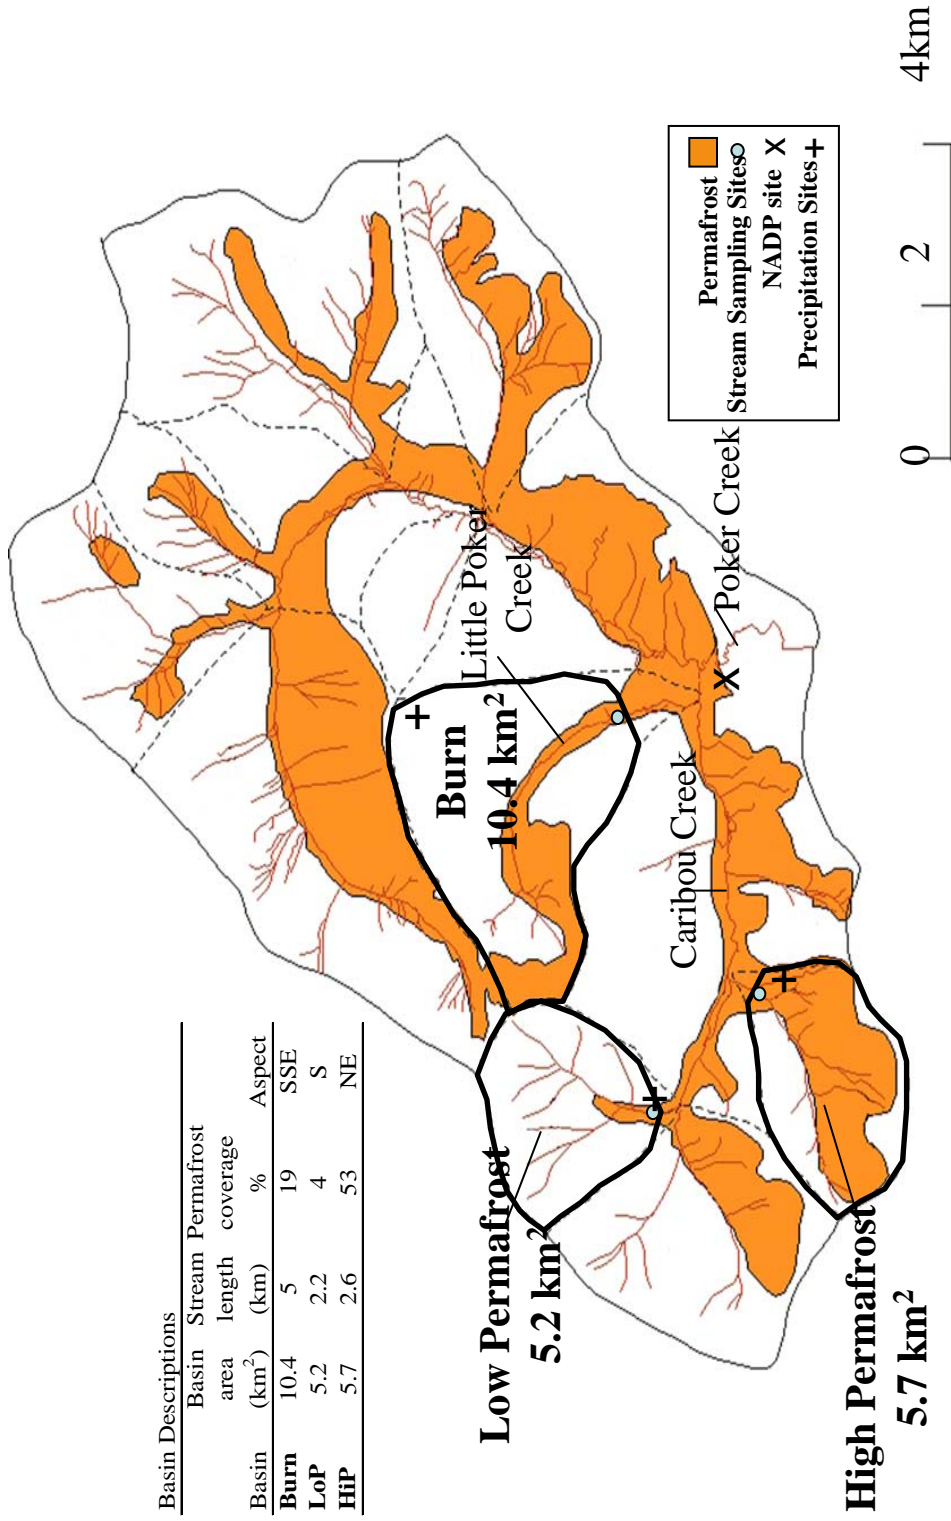 Basin Descriptions
Basin Stream Permafrost
area length coverage
Basin (km2) (km) % Aspect
Burn 10.4 5 19 SSE
LoP 5.2 2.2 4 S
HiP 5.7 2.6 53 NE
Low Permafrost
5.2 km2
High Permafrost
5.7 km2
Burn
10.4 km2
Little Poker
Creek
Caribou Creek
Poker Creek
X
+
+
+
Permafrost
Stream Sampling Sites
NADP site X
Precipitation Sites +
0 2 4km